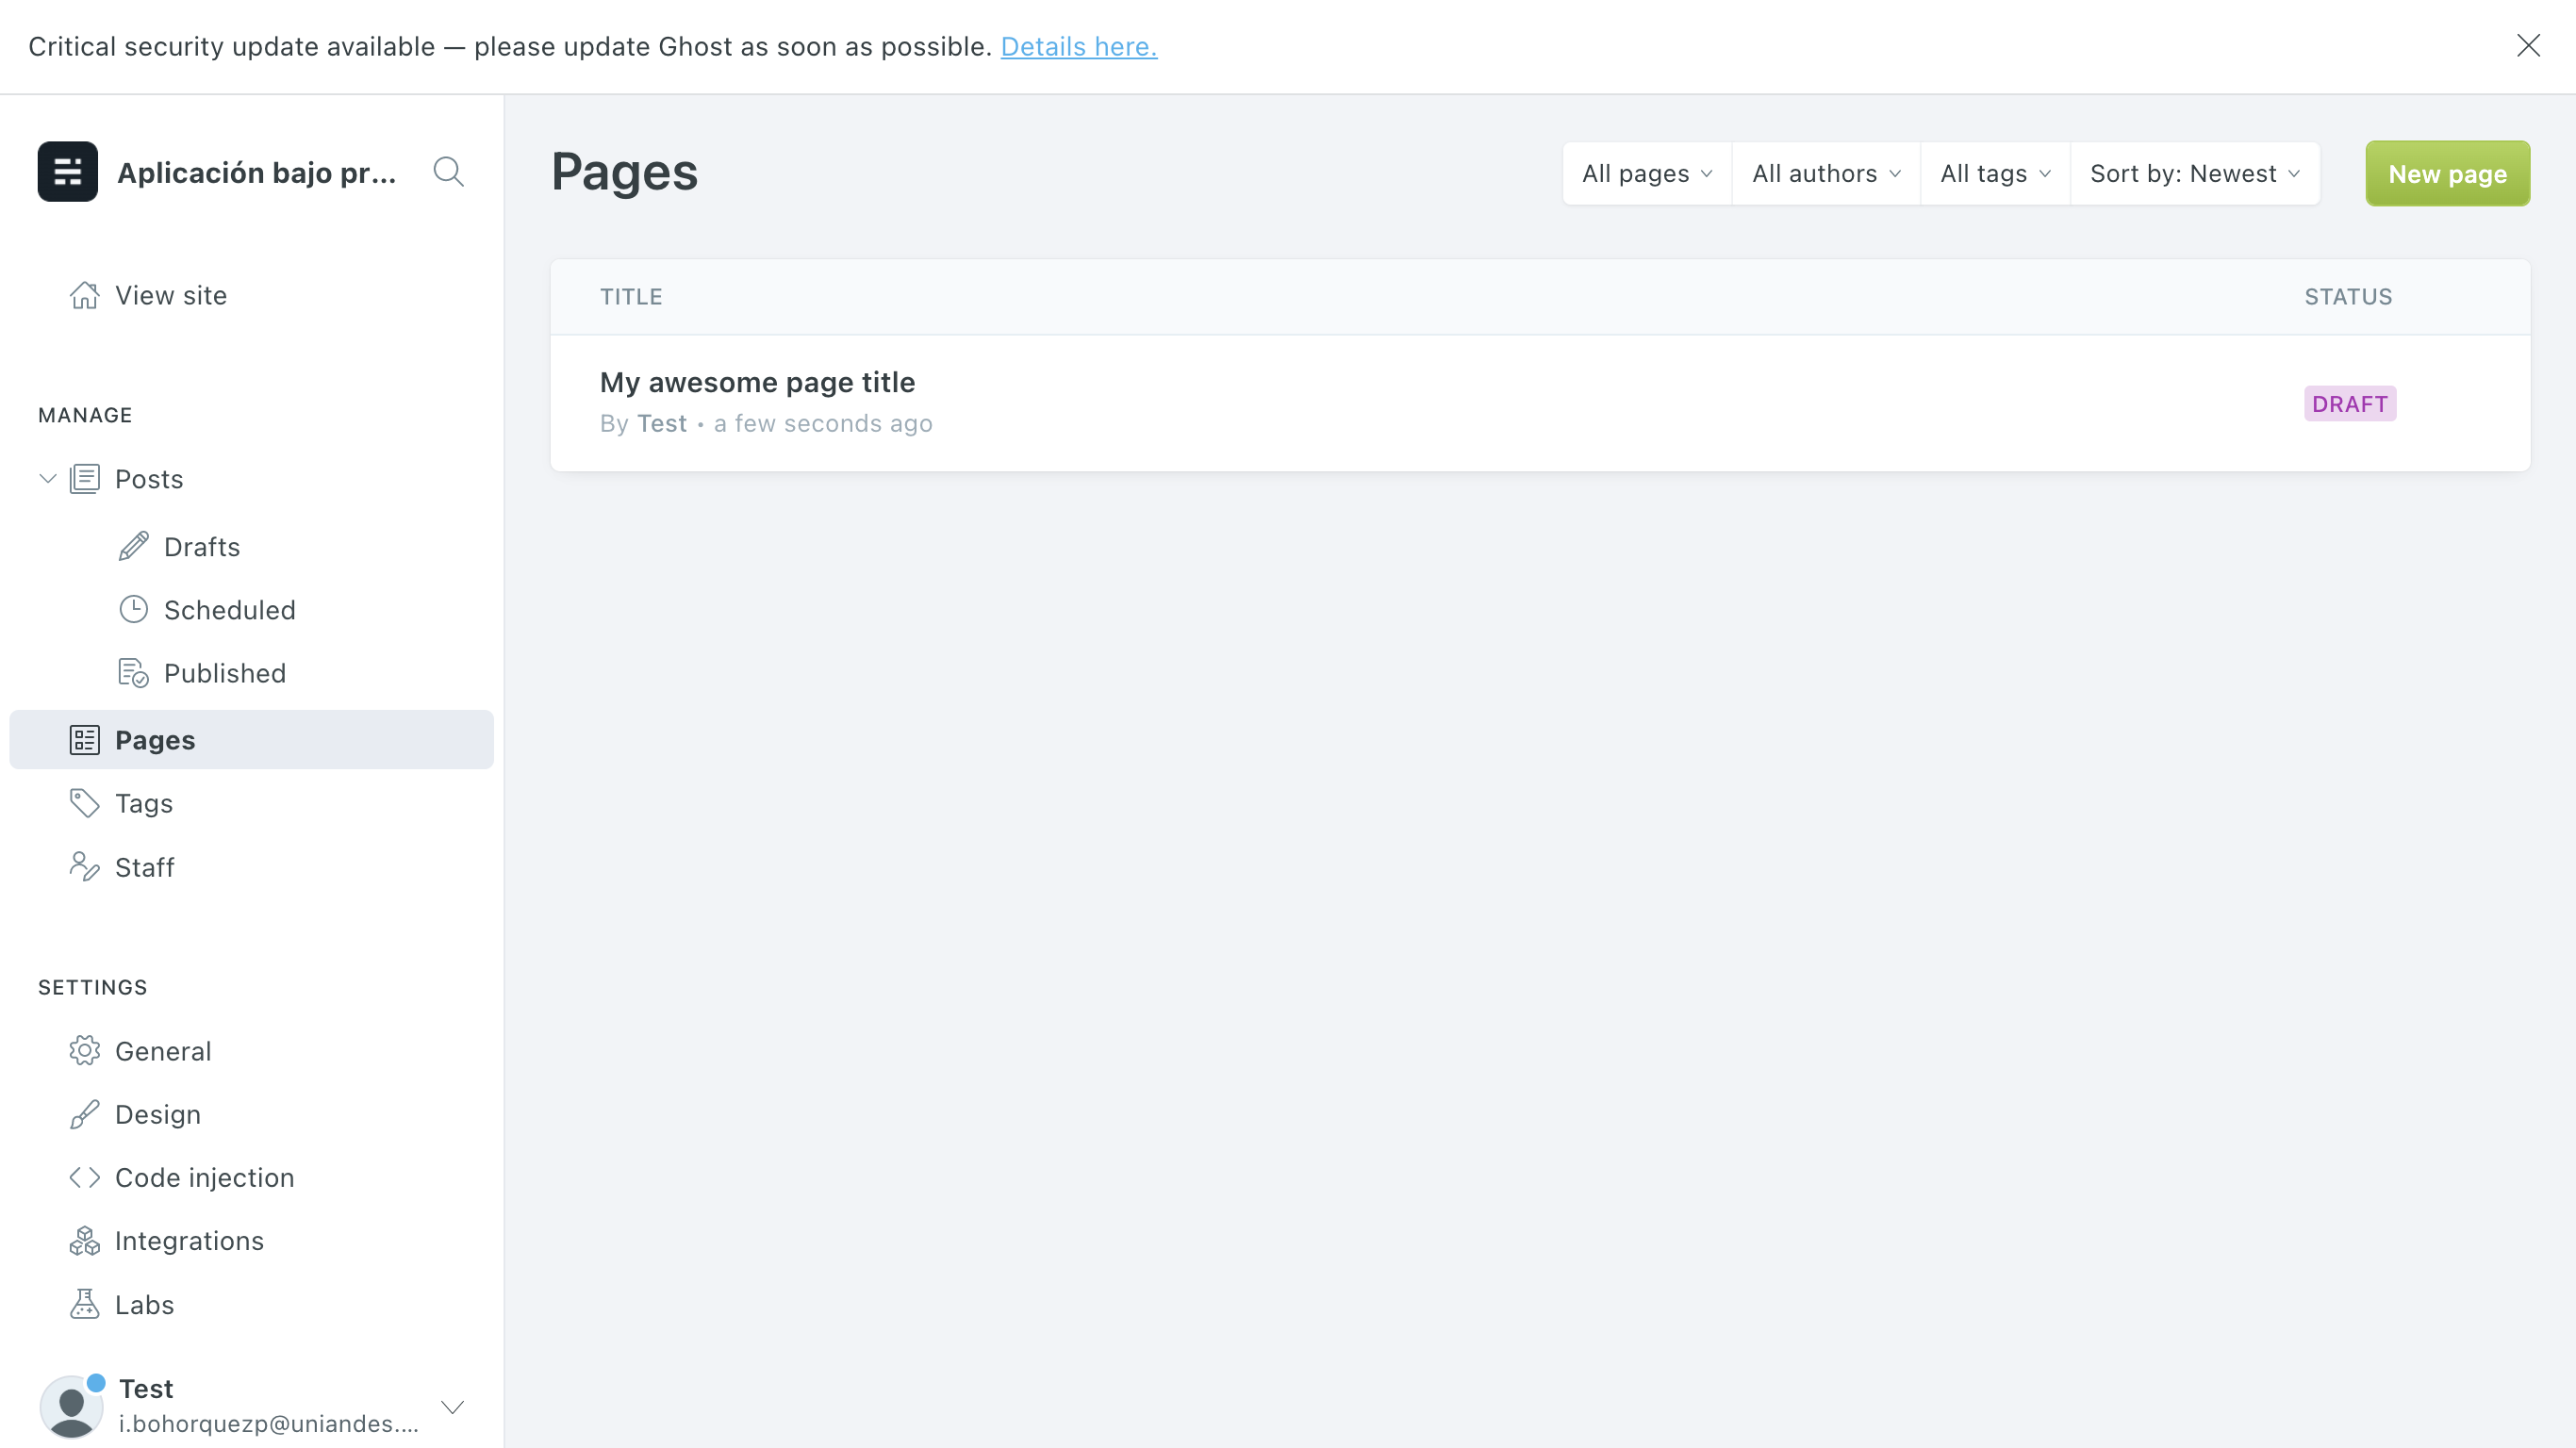 Critical security update available — please update Ghost as soon as possible. Details here.
Aplicación bajo pr...
View site
MANAGE
Posts
Drafts
Scheduled
Published
Pages
Tags
Staff
SETTINGS
General
Design
Code injection
Integrations
Labs
Test
i.bohorquezp@uniandes....
Pages
All pages
All authors
All tags
Sort by: Newest
New page
TITLE
STATUS
My awesome page title
By Test • a few seconds ago
DRAFT